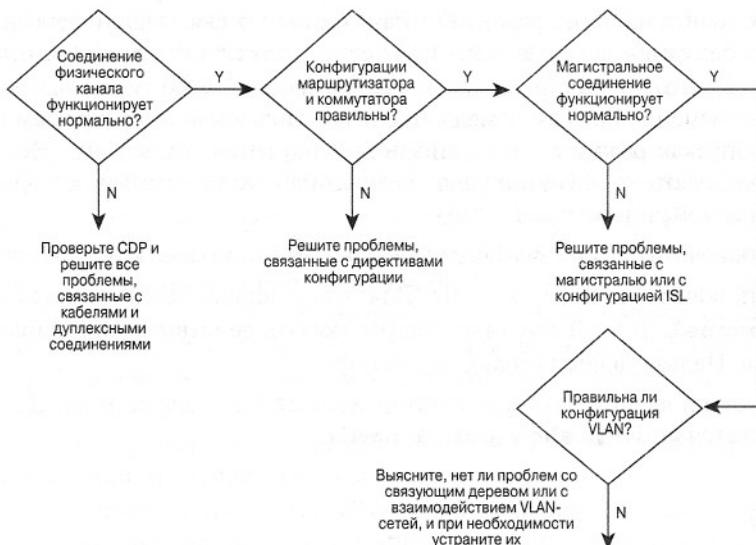 Соединение
физического
канала
функционирует
нормально?
Y
Конфигурации
маршрутизатора
и коммутатора
правильны?
Y
Магистральное
соединение
функционирует
нормально?
Y
N
N
N
Проверьте CDP и
решите все
проблемы,
связанные с
кабелями и
дуплексными
соединениями
Решите проблемы,
связанные с директивами
конфигурации
Решите проблемы,
связанные с
магистралью или с
конфигурацией ISL
Правильна ли
конфигурация
VLAN?
Выясните, нет ли проблем со
связующим деревом или с
взаимодействием VLAN-
сетей, и при необходимости
устраните их
N